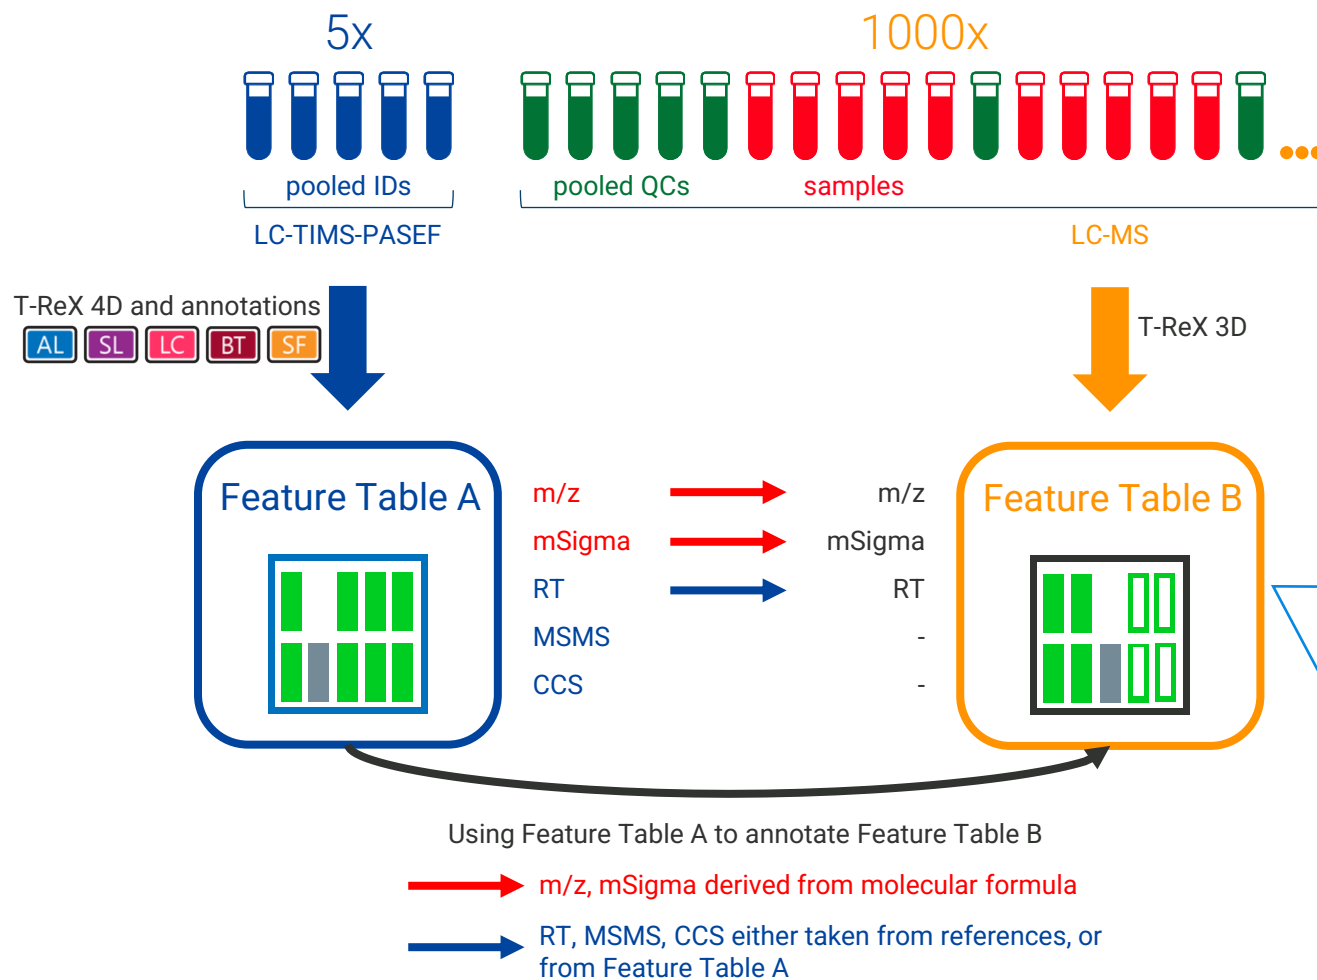 5x
1000x
pooled IDs
pooled QCs
samples
LC-TIMS-PASEF
LC-MS
T-ReX 4D and annotations
AL SL LC BT SF
T-ReX 3D
Feature Table A
Feature Table B
m/z
m/z
mSigma
mSigma
RT
RT
MSMS
-
CCS
-
Using Feature Table A to annotate Feature Table B
m/z, mSigma derived from molecular formula
RT, MSMS, CCS either taken from references, or
from Feature Table A